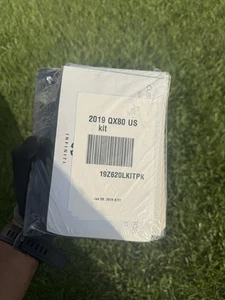 2019 QX80 US
kit
19Z620LKITPK
INFINITI